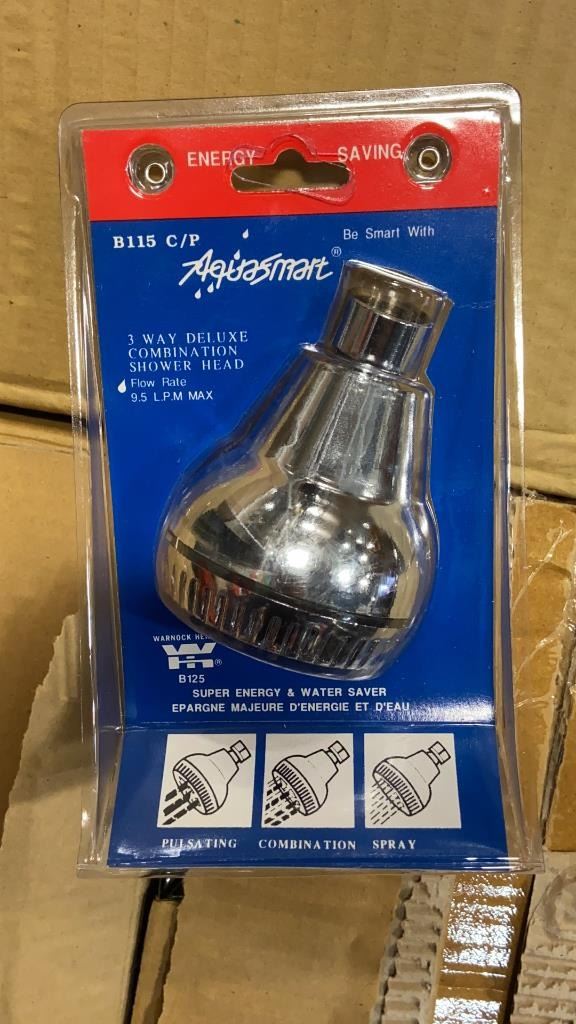 ENERGY SAVING
B115 C/P
Be Smart With
Aquasmart®
3 WAY DELUXE
COMBINATION
SHOWER HEAD
Flow Rate
9.5 L.P.M MAX
WARNOCK
®
B125
SUPER ENERGY & WATER SAVER
EPARGNE MAJEURE D'ENERGIE ET D'EAU
PULSATING COMBINATION SPRAY